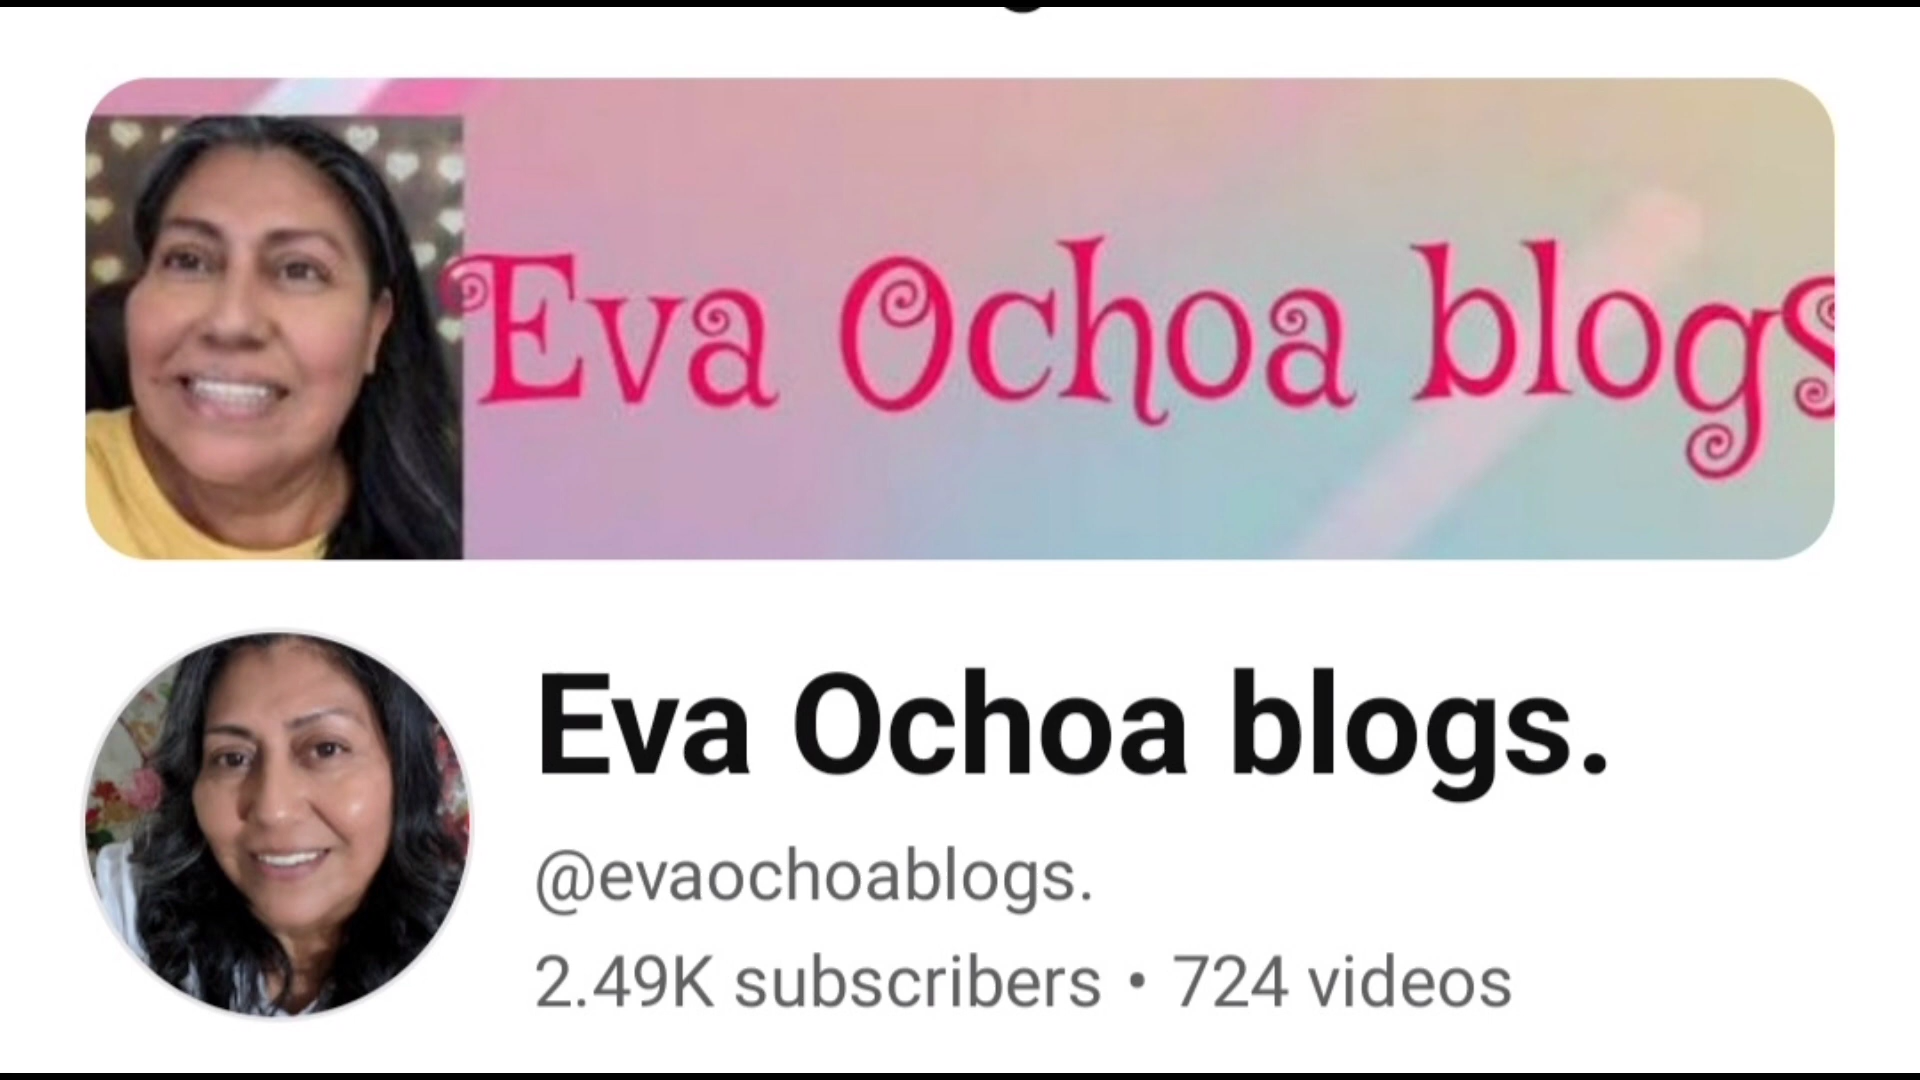 Eva Ochoa blogs
Eva Ochoa blogs.
@evaochoablogs.
2.49K subscribers • 724 videos